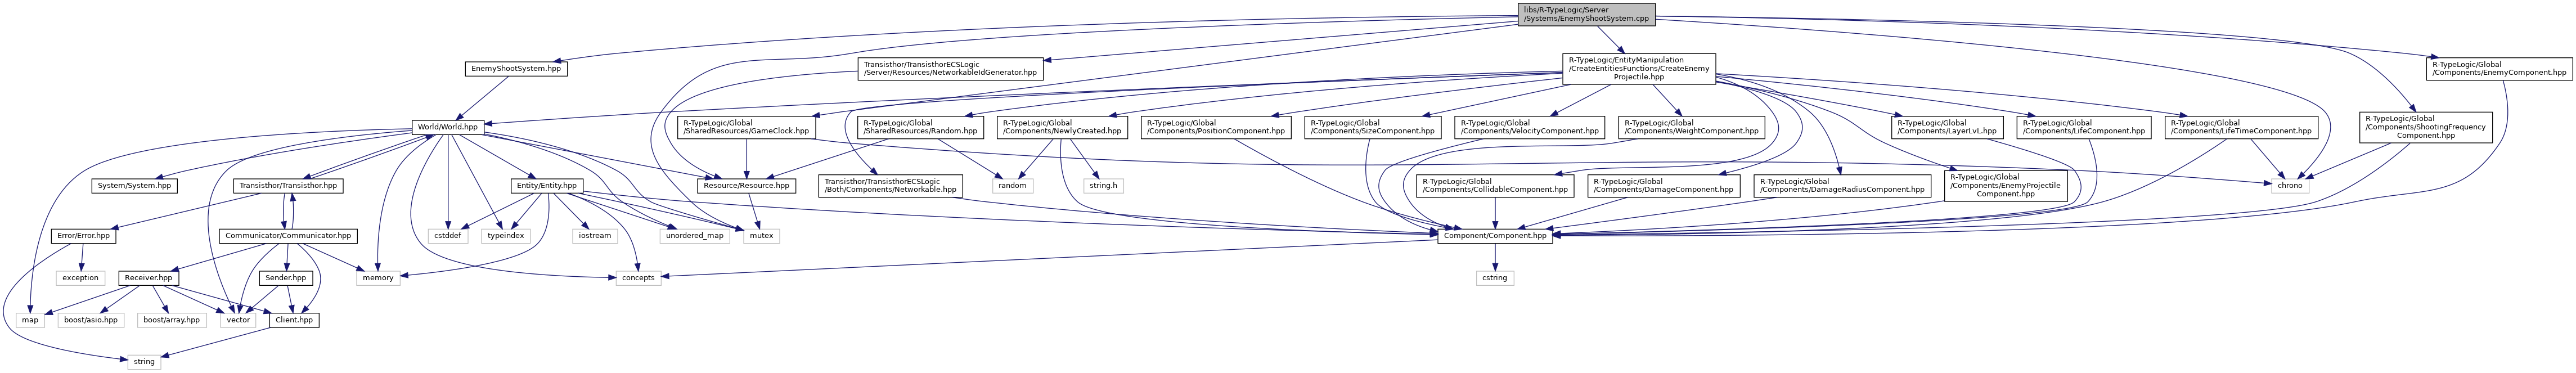 libs/R-TypeLogic/Server
/Systems/EnemyShootSystem.cpp
EnemyShootSystem.hpp
Transisthor/TransisthorECSLogic
/Server/Resources/NetworkableIdGenerator.hpp
R-TypeLogic/EntityManipulation
/CreateEntitiesFunctions/CreateEnemy
Projectile.hpp
R-TypeLogic/Global
/Components/EnemyComponent.hpp
World/World.hpp
R-TypeLogic/Global
/SharedResources/GameClock.hpp
R-TypeLogic/Global
/SharedResources/Random.hpp
R-TypeLogic/Global
/Components/NewlyCreated.hpp
R-TypeLogic/Global
/Components/PositionComponent.hpp
R-TypeLogic/Global
/Components/SizeComponent.hpp
R-TypeLogic/Global
/Components/VelocityComponent.hpp
R-TypeLogic/Global
/Components/WeightComponent.hpp
R-TypeLogic/Global
/Components/LayerLvL.hpp
R-TypeLogic/Global
/Components/LifeComponent.hpp
R-TypeLogic/Global
/Components/LifeTimeComponent.hpp
R-TypeLogic/Global
/Components/ShootingFrequency
Component.hpp
System/System.hpp
Transisthor/Transisthor.hpp
Entity/Entity.hpp
Resource/Resource.hpp
Transisthor/TransisthorECSLogic
/Both/Components/Networkable.hpp
random
string.h
R-TypeLogic/Global
/Components/CollidableComponent.hpp
R-TypeLogic/Global
/Components/DamageComponent.hpp
R-TypeLogic/Global
/Components/DamageRadiusComponent.hpp
R-TypeLogic/Global
/Components/EnemyProjectile
Component.hpp
chrono
Error/Error.hpp
Communicator/Communicator.hpp
cstddef
typeindex
iostream
unordered_map
mutex
Component/Component.hpp
exception
Receiver.hpp
Sender.hpp
memory
concepts
cstring
map
boost/asio.hpp
boost/array.hpp
vector
Client.hpp
string